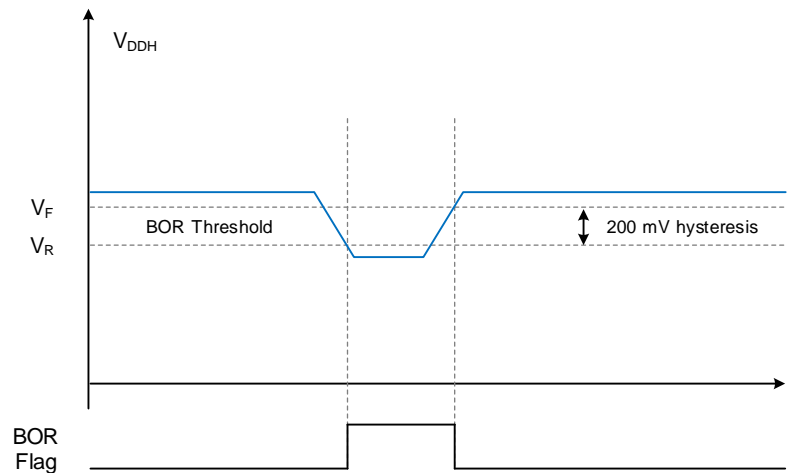 VDDH
VF
BOR Threshold
200 mV hysteresis
VR
BOR
Flag